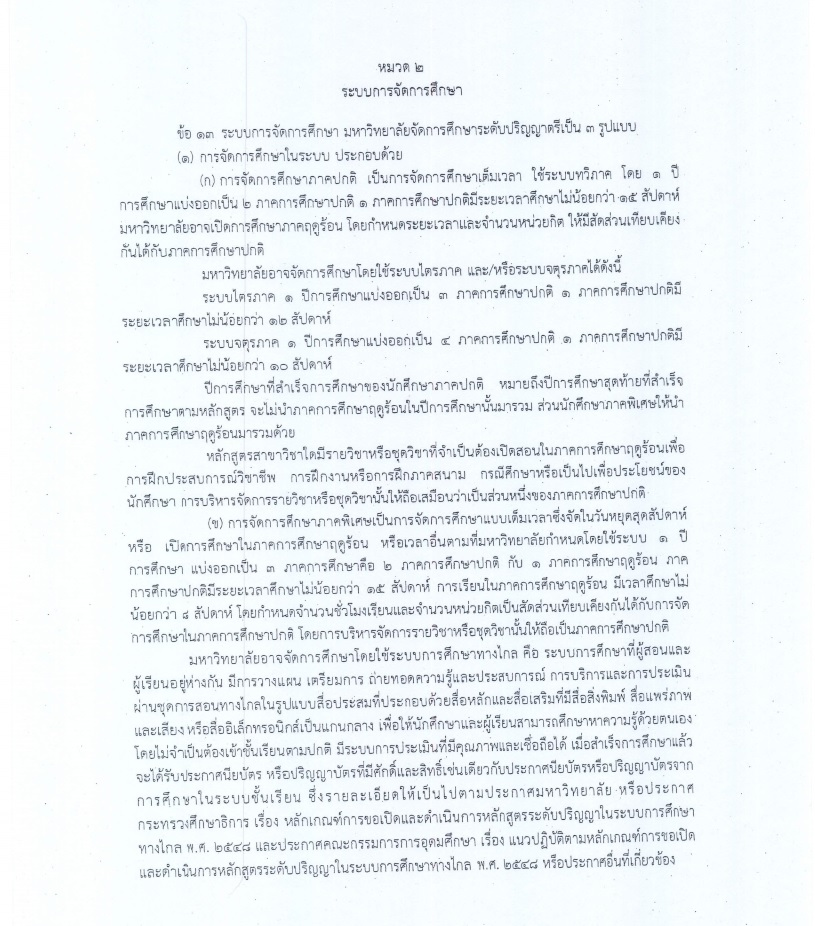 หมวด ๒
ระบบการจัดการศึกษา
ข้อ ๑๓ ระบบการจัดการศึกษา มหาวิทยาลัยจัดการศึกษาระดับปริญญาตรีเป็น ๓ รูปแบบ
(๑) การจัดการศึกษาในระบบ ประกอบด้วย
(ก) การจัดการศึกษาภาคปกติ เป็นการจัดการศึกษาเต็มเวลา ใช้ระบบทวิภาค โดย ๑ ปี
การศึกษาแบ่งออกเป็น ๒ ภาคการศึกษาปกติ ๑ ภาคการศึกษาปกติมีระยะเวลาศึกษาไม่น้อยกว่า ๑๕ สัปดาห์
มหาวิทยาลัยอาจเปิดการศึกษาภาคฤดูร้อน โดยกำหนดระยะเวลาและจำนวนหน่วยกิต ให้มีสัดส่วนเทียบเคียง
กันได้กับภาคการศึกษาปกติ
มหาวิทยาลัยอาจจัดการศึกษาโดยใช้ระบบไตรภาค และ/หรือระบบจตุรภาคได้ดังนี้
ระบบไตรภาค ๑ ปีการศึกษาแบ่งออกเป็น ๓ ภาคการศึกษาปกติ ๑ ภาคการศึกษาปกติมี
ระยะเวลาศึกษาไม่น้อยกว่า ๑๒ สัปดาห์
ระบบจตุรภาค ๑ ปีการศึกษาแบ่งออกเป็น ๔ ภาคการศึกษาปกติ ๑ ภาคการศึกษาปกติมี
ระยะเวลาศึกษาไม่น้อยกว่า ๑๐ สัปดาห์
ปีการศึกษาที่สำเร็จการศึกษาของนักศึกษาภาคปกติ หมายถึงปีการศึกษาสุดท้ายที่สำเร็จ
การศึกษาตามหลักสูตร จะไม่นำภาคการศึกษาฤดูร้อนในปีการศึกษานั้นมารวม ส่วนนักศึกษาภาคพิเศษให้นำ
ภาคการศึกษาฤดูร้อนมารวมด้วย
หลักสูตรสาขาวิชาใดมีรายวิชาหรือชุดวิชาที่จำเป็นต้องเปิดสอนในภาคการศึกษาฤดูร้อนเพื่อ
การฝึกประสบการณ์วิชาชีพ การฝึกงานหรือการฝึกภาคสนาม กรณีศึกษาหรือเป็นไปเพื่อประโยชน์ของ
นักศึกษา การบริหารจัดการรายวิชาหรือชุดวิชานั้นให้ถือเสมือนว่าเป็นส่วนหนึ่งของภาคการศึกษาปกติ
(ข) การจัดการศึกษาภาคพิเศษเป็นการจัดการศึกษาแบบเต็มเวลาซึ่งจัดในวันหยุดสุดสัปดาห์
หรือ เปิดการศึกษาในภาคการศึกษาฤดูร้อน หรือเวลาอื่นตามที่มหาวิทยาลัยกำหนดโดยใช้ระบบ ๑ ปี
การศึกษา แบ่งออกเป็น ๓ ภาคการศึกษาคือ ๒ ภาคการศึกษาปกติ กับ ๑ ภาคการศึกษาฤดูร้อน ภาค
การศึกษาปกติมีระยะเวลาศึกษาไม่น้อยกว่า ๑๕ สัปดาห์ การเรียนในภาคการศึกษาฤดูร้อน มีเวลาศึกษาไม่
น้อยกว่า ๘ สัปดาห์ โดยกำหนดจำนวนชั่วโมงเรียนและจำนวนหน่วยกิตเป็นสัดส่วนเทียบเคียงกันได้กับการจัด
การศึกษาในภาคการศึกษาปกติ โดยการบริหารจัดการรายวิชาหรือชุดวิชานั้นให้ถือเป็นภาคการศึกษาปกติ
มหาวิทยาลัยอาจจัดการศึกษาโดยใช้ระบบการศึกษาทางไกล คือ ระบบการศึกษาที่ผู้สอนและ
ผู้เรียนอยู่ห่างกัน มีการวางแผน เตรียมการ ถ่ายทอดความรู้และประสบการณ์ การบริการและการประเมิน
ผ่านชุดการสอนทางไกลในรูปแบบสื่อประสมที่ประกอบด้วยสื่อหลักและสื่อเสริมที่มีสื่อสิ่งพิมพ์ สื่อแพร่ภาพ
และเสียง หรือสื่ออิเล็กทรอนิกส์เป็นแกนกลาง เพื่อให้นักศึกษาและผู้เรียนสามารถศึกษาหาความรู้ด้วยตนเอง
โดยไม่จำเป็นต้องเข้าชั้นเรียนตามปกติ มีระบบการประเมินที่มีคุณภาพและเชื่อถือได้ เมื่อสำเร็จการศึกษาแล้ว
จะได้รับประกาศนียบัตร หรือปริญญาบัตรที่มีศักดิ์และสิทธิ์เช่นเดียวกับประกาศนียบัตรหรือปริญญาบัตรจาก
การศึกษาในระบบชั้นเรียน ซึ่งรายละเอียดให้เป็นไปตามประกาศมหาวิทยาลัย หรือประกาศ
กระทรวงศึกษาธิการ เรื่อง หลักเกณฑ์การขอเปิดและดำเนินการหลักสูตรระดับปริญญาในระบบการศึกษา
ทางไกล พ.ศ. ๒๕๔๘ และประกาศคณะกรรมการการอุดมศึกษา เรื่อง แนวปฏิบัติตามหลักเกณฑ์การขอเปิด
และดำเนินการหลักสูตรระดับปริญญาในระบบการศึกษาทางไกล พ.ศ. ๒๕๔๘ หรือประกาศอื่นที่เกี่ยวข้อง